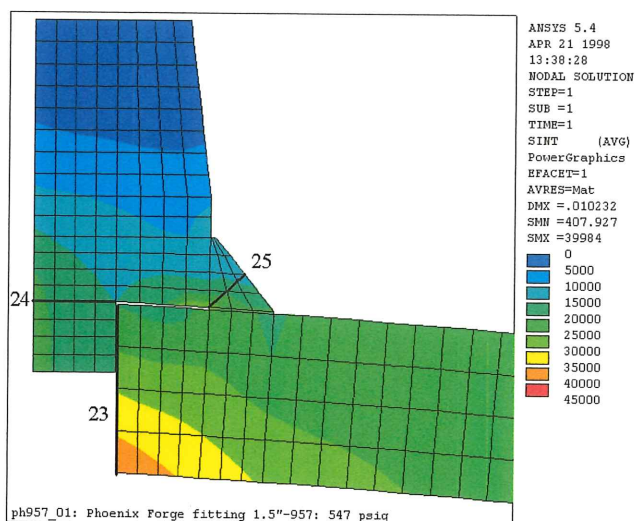 ANSYS 5.4
APR 21 1998
13:38:28
NODAL SOLUTION
STEP=1
SUB =1
TIME=1
SINT (AVG)
PowerGraphics
EFACET=1
AVRES=Mat
DMX =.010232
SMN =407.927
SMX =39984
0
5000
10000
15000
20000
25000
30000
35000
40000
45000
25
24
23
ph957_01: Phoenix Forge fitting 1.5"-957: 547 psig